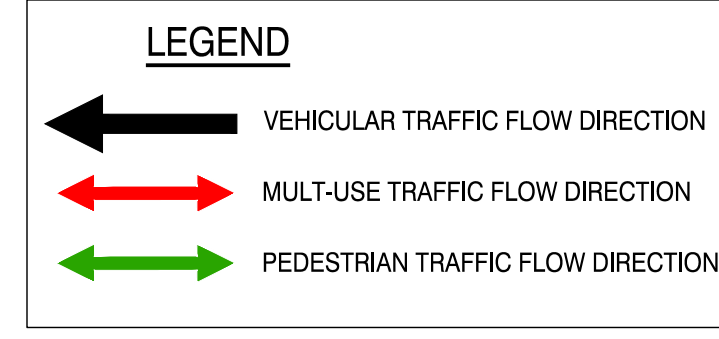 LEGEND
VEHICULAR TRAFFIC FLOW DIRECTION
MULT-USE TRAFFIC FLOW DIRECTION
PEDESTRIAN TRAFFIC FLOW DIRECTION